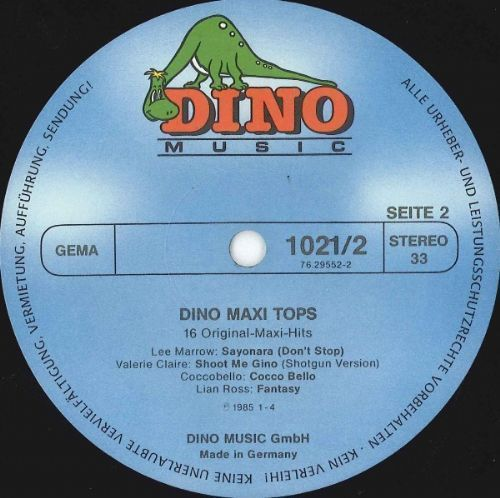 DINO
MUSIC
ALLE URHEBER- UND LEISTUNGSSCHUTZRECHTE VORBEHALTEN · KEIN VERLEIH! KEINE UNERLAUBTE VERVIELFÄLTIGUNG, VERMIETUNG, AUFFÜHRUNG, SENDUNG!
SEITE 2
GEMA
1021/2
76.29552-2
STEREO
33
DINO MAXI TOPS
16 Original-Maxi-Hits
Lee Marrow: Sayonara (Don't Stop)
Valerie Claire: Shoot Me Gino (Shotgun Version)
Coccobello: Cocco Bello
Lian Ross: Fantasy
℗ 1985 1-4
DINO MUSIC GmbH
Made in Germany